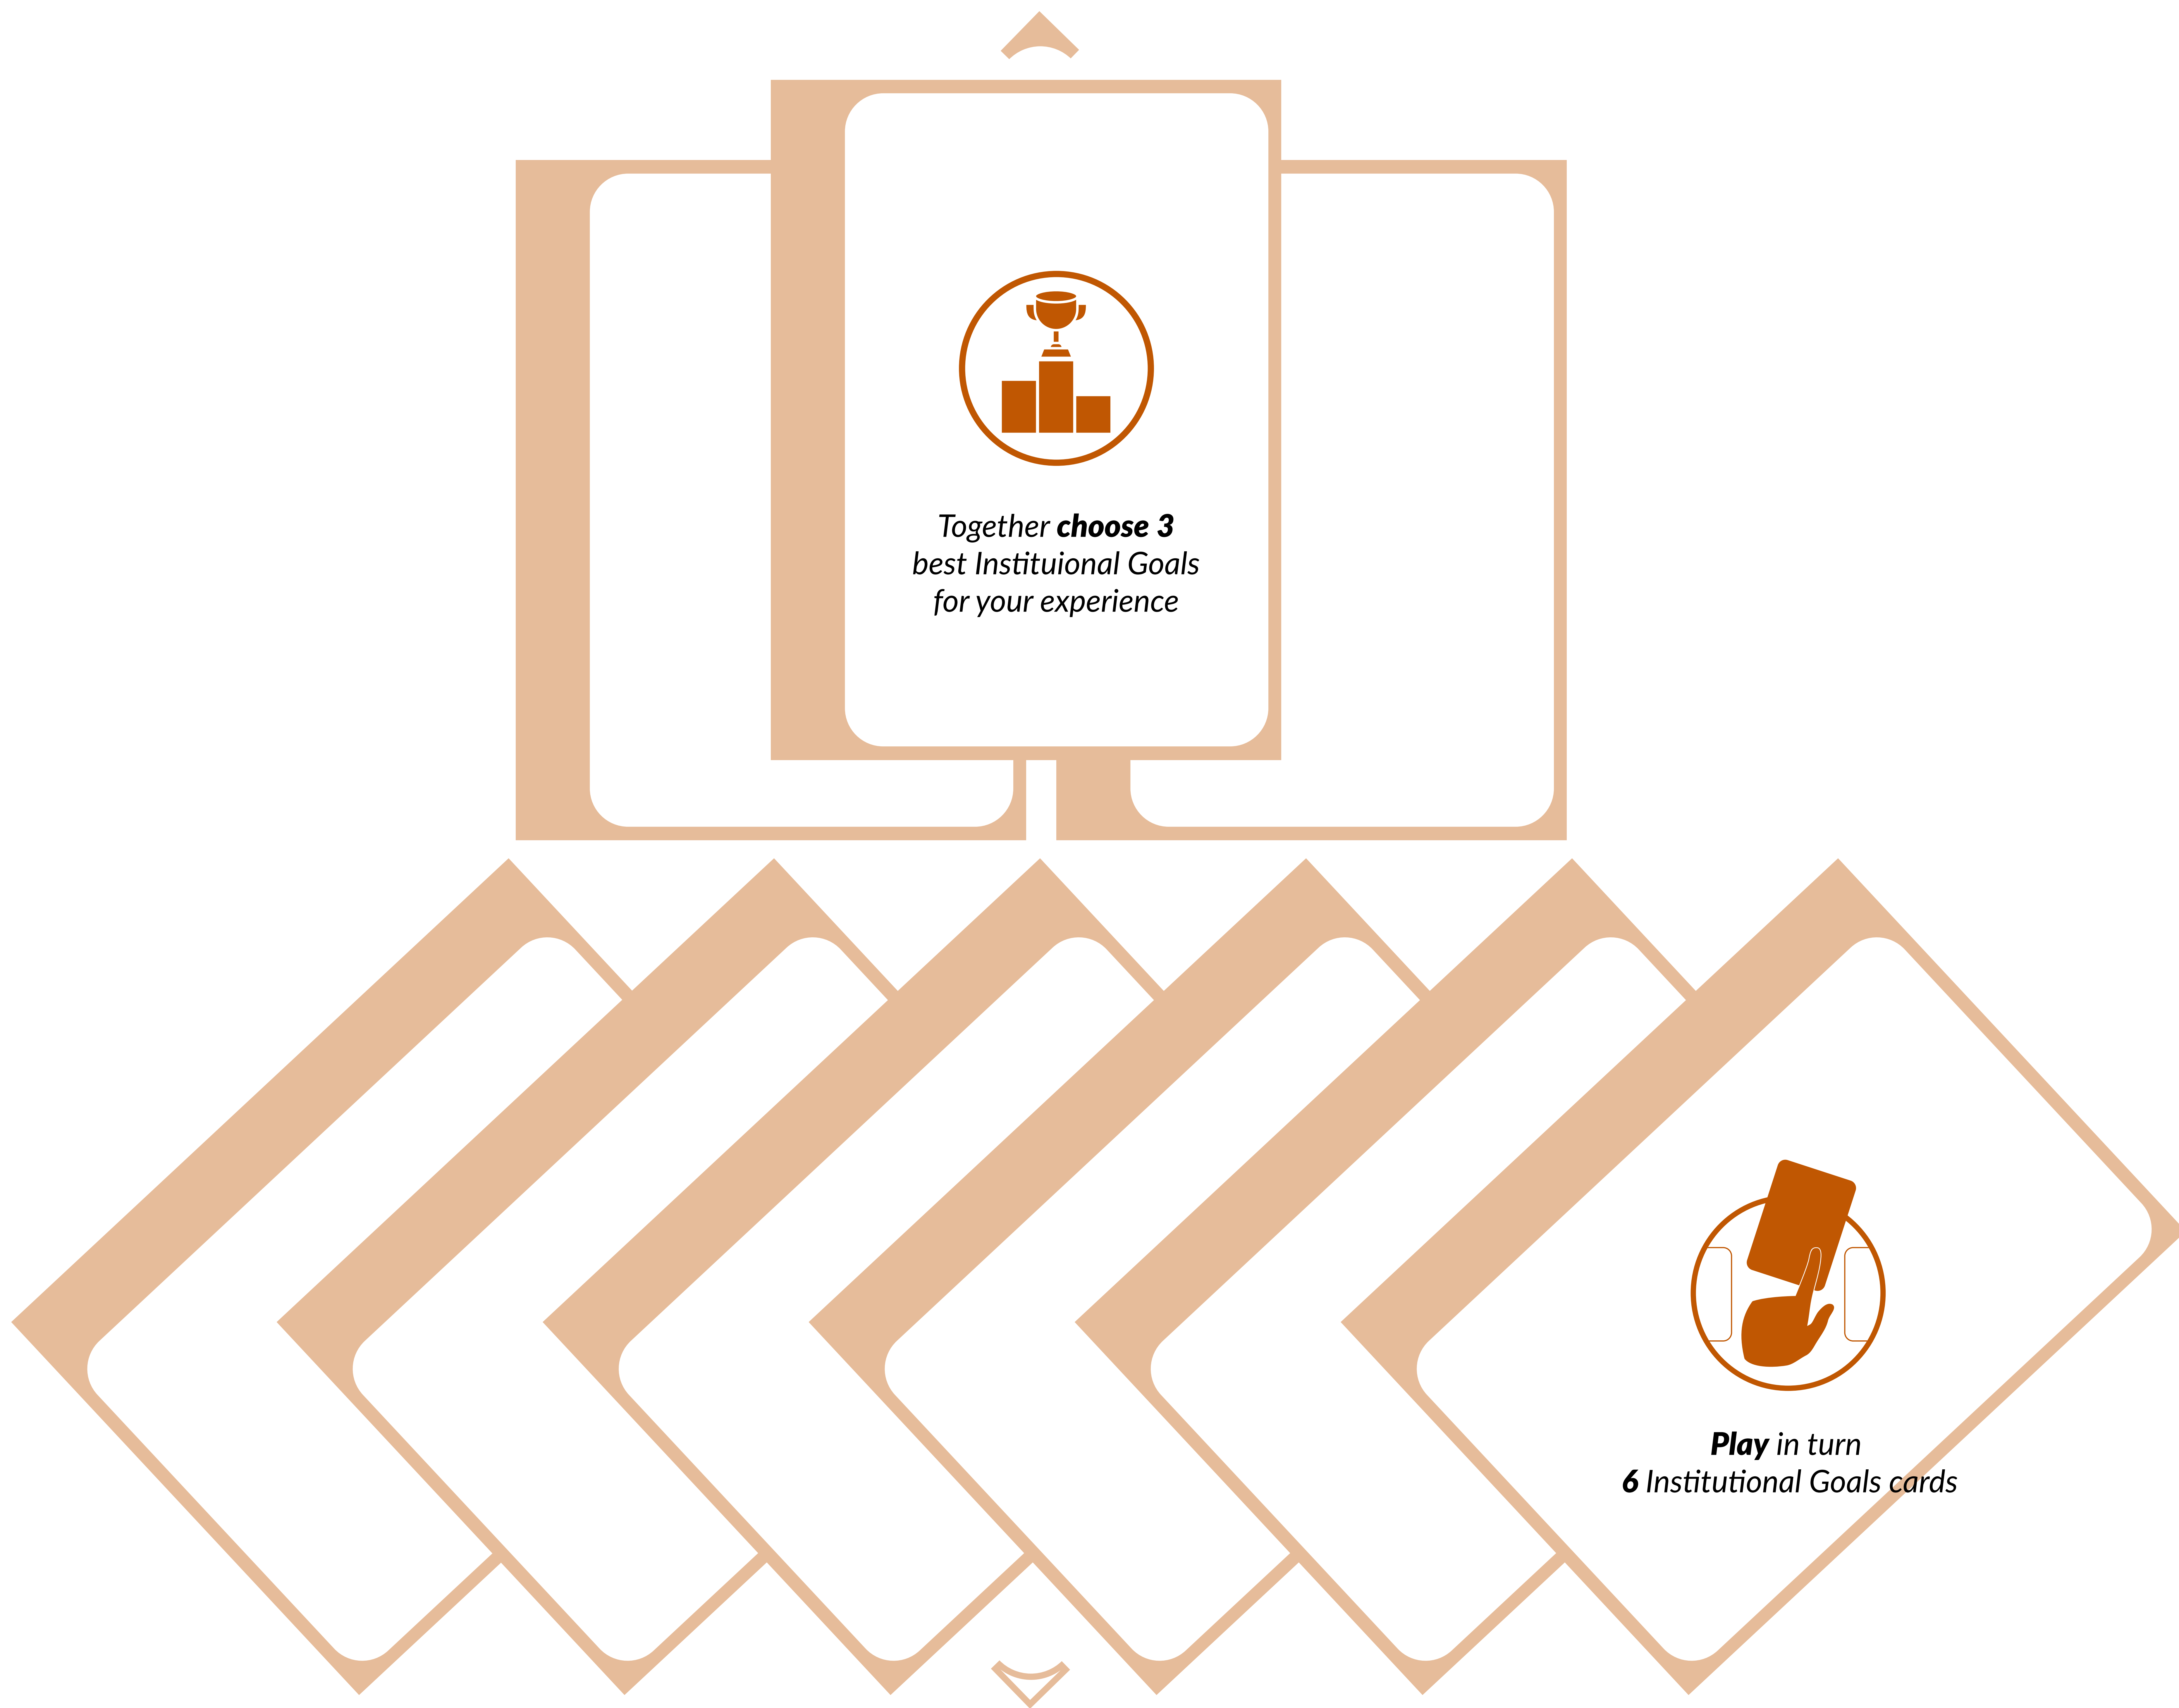 Together choose 3
best Instituional Goals
for your experience
Play in turn
6 Institutional Goals cards